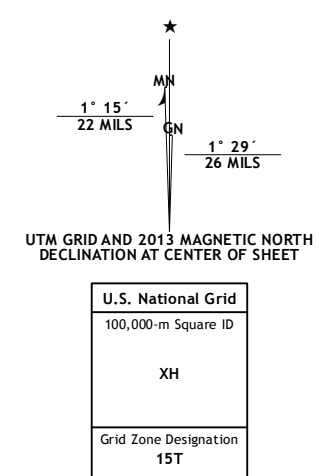 ★
MN
1° 15´
22 MILS
GN
1° 29´
26 MILS
UTM GRID AND 2013 MAGNETIC NORTH
DECLINATION AT CENTER OF SHEET
U.S. National Grid
100,000-m Square ID
XH
Grid Zone Designation
15T